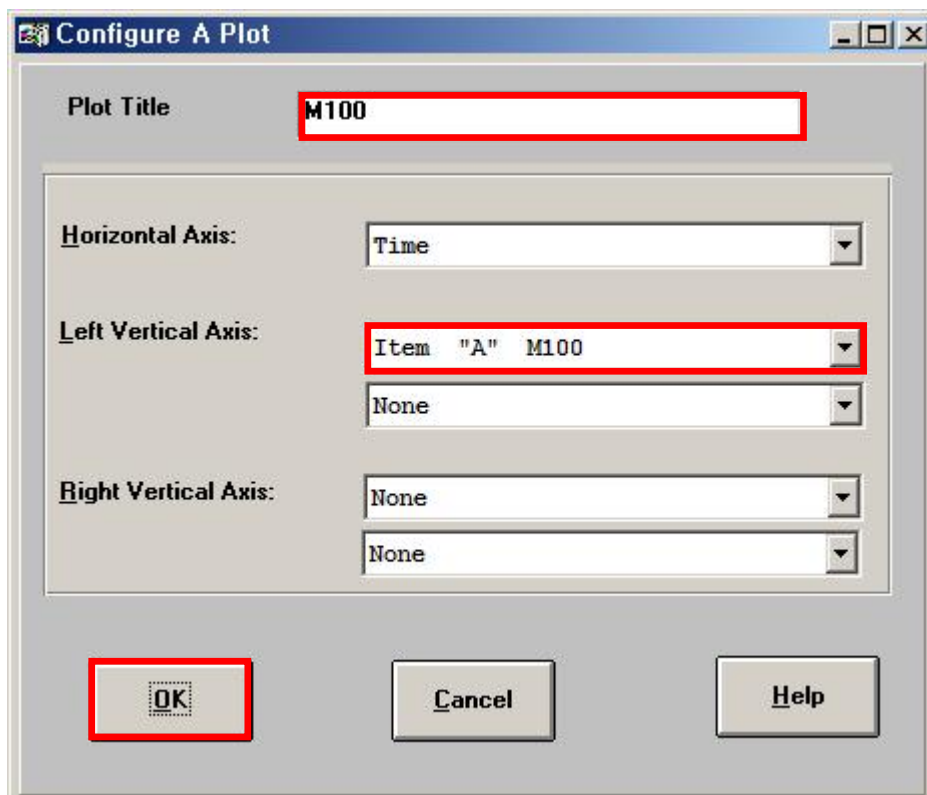 Configure A Plot
Plot Title
M100
Horizontal Axis:
Time
Left Vertical Axis:
Item "A" M100
None
Right Vertical Axis:
None
None
OK
Cancel
Help